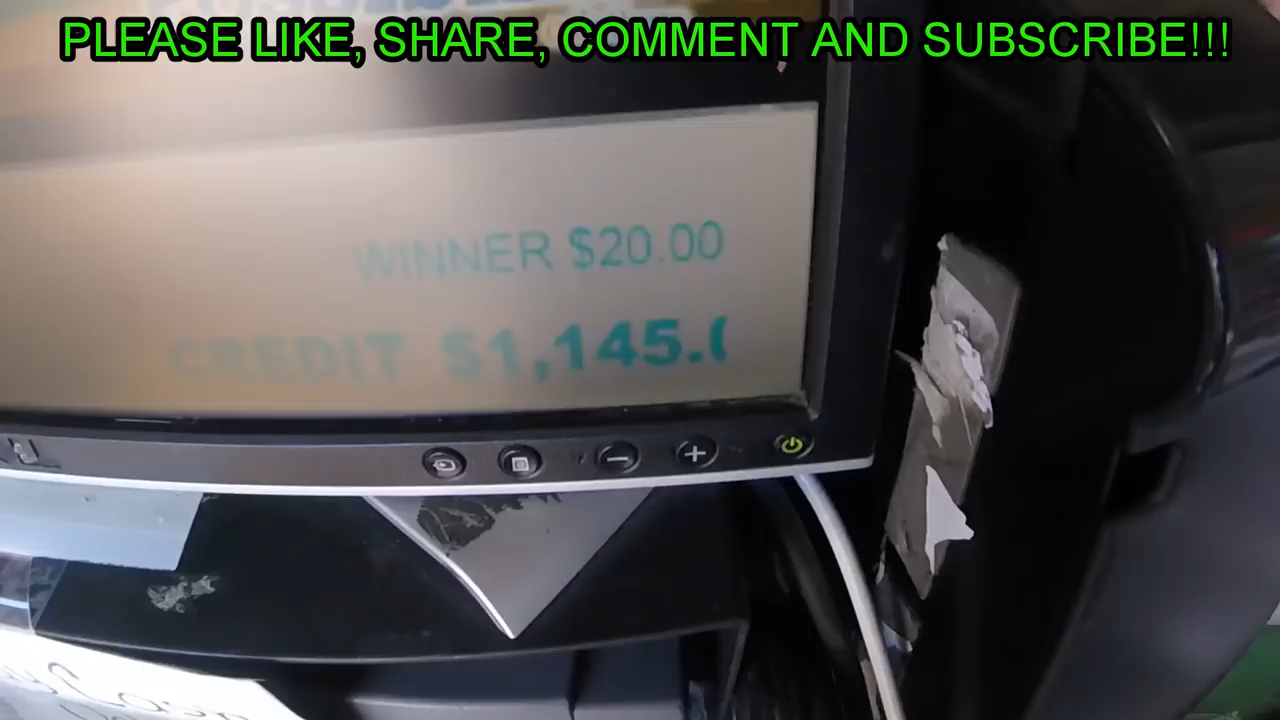 PLEASE LIKE, SHARE, COMMENT AND SUBSCRIBE!!!
WINNER $20.00
CREDIT $1,145.(